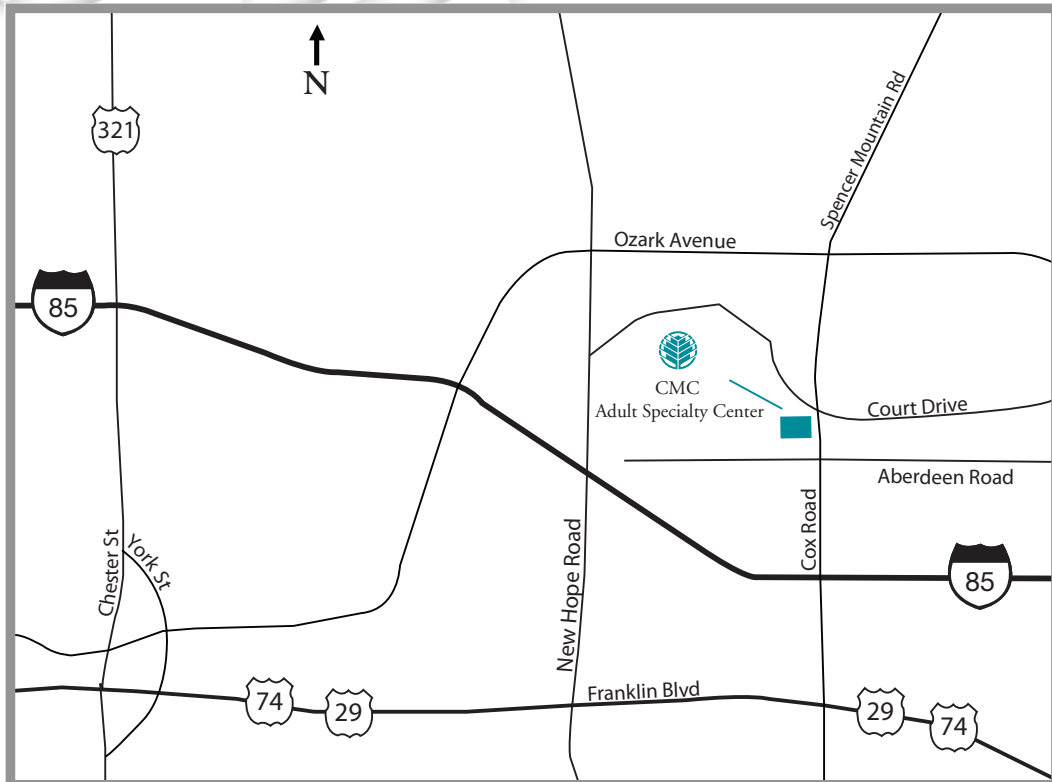 N
321
Spencer Mountain Rd
Ozark Avenue
85
CMC
Adult Specialty Center
Court Drive
Aberdeen Road
Cox Road
Chester St
York St
New Hope Road
85
Franklin Blvd
74
29
29
74